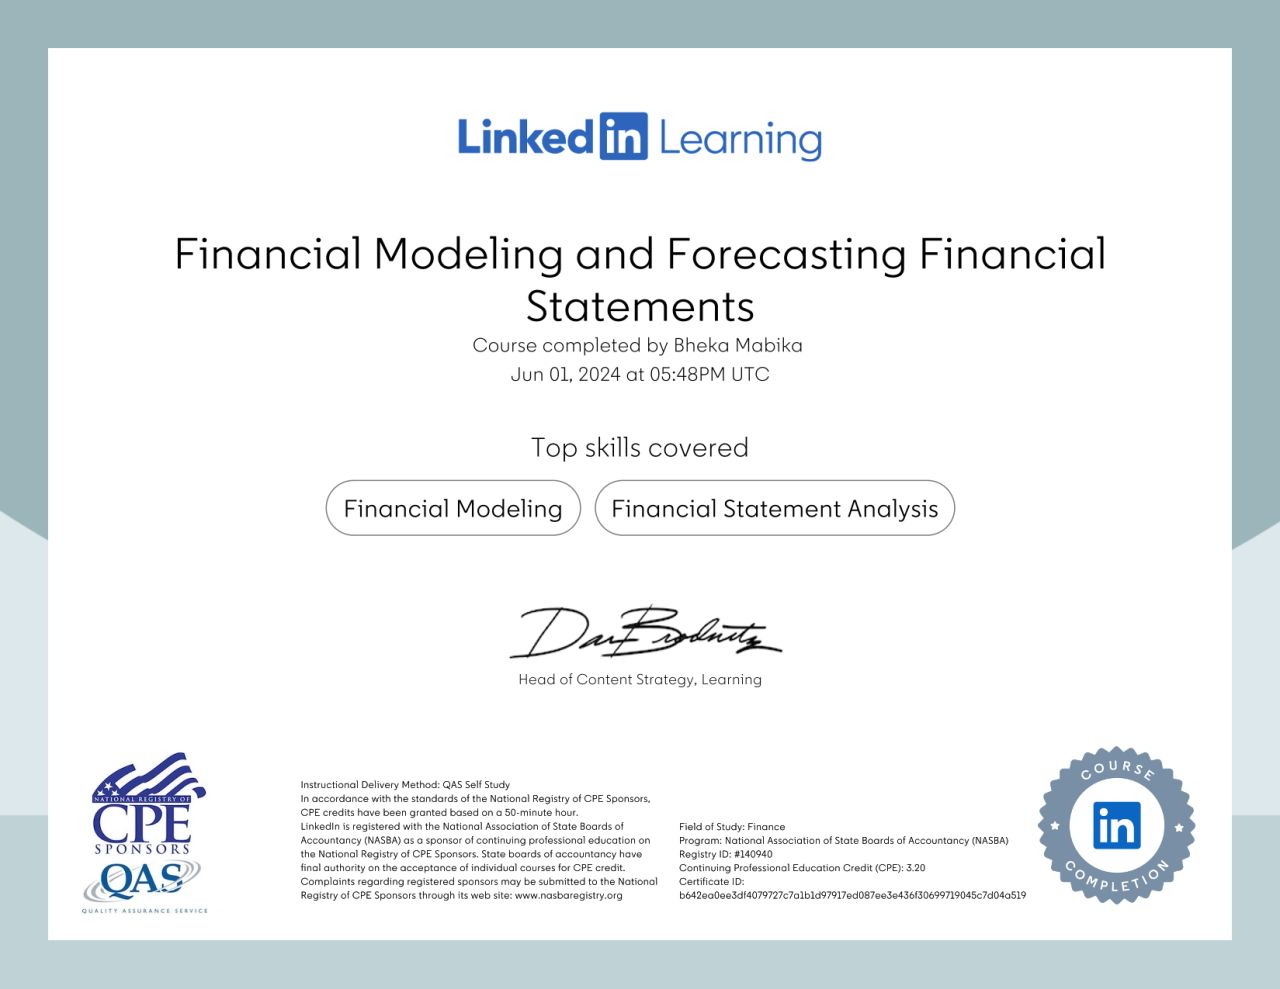 Linked in Learning
Financial Modeling and Forecasting Financial
Statements
Course completed by Bheka Mabika
Jun 01, 2024 at 05:48PM UTC
Top skills covered
Financial Modeling
Financial Statement Analysis
Dan Brodnitz
Head of Content Strategy, Learning
NATIONAL REGISTRY OF
CPE
SPONSORS
QAS
QUALITY ASSURANCE SERVICE
Instructional Delivery Method: QAS Self Study
In accordance with the standards of the National Registry of CPE Sponsors,
CPE credits have been granted based on a 50-minute hour.
LinkedIn is registered with the National Association of State Boards of
Accountancy (NASBA) as a sponsor of continuing professional education on
the National Registry of CPE Sponsors. State boards of accountancy have
final authority on the acceptance of individual courses for CPE credit.
Complaints regarding registered sponsors may be submitted to the National
Registry of CPE Sponsors through its web site: www.nasbaregistry.org
Field of Study: Finance
Program: National Association of State Boards of Accountancy (NASBA)
Registry ID: #140940
Continuing Professional Education Credit (CPE): 3.20
Certificate ID:
b642ea0ee3df4079727c7a1b1d97917ed087ee3e436f30699719045c7d04a519
COURSE
in
COMPLETION